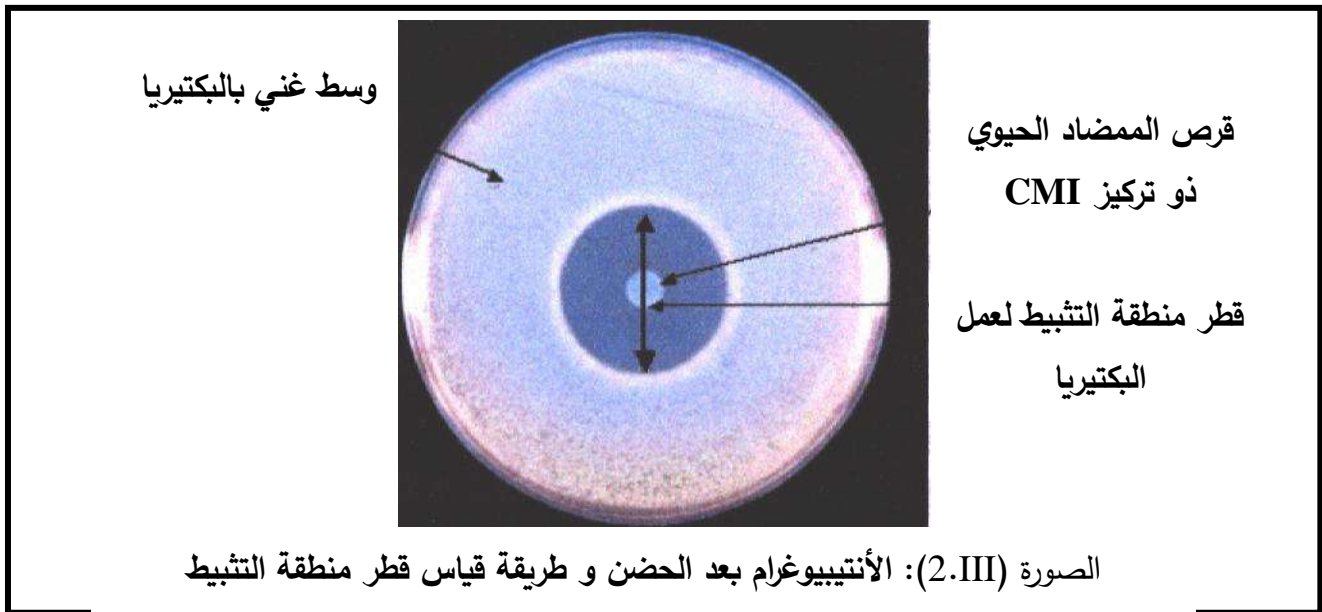 وسط غني بالبكتيريا
قرص الممضاد الحيوي
ذو تركيز CMI
قطر منطقة التثبيط لعمل
البكتيريا
الصورة (2.III): الأنتيبيوغرام بعد الحضن و طريقة قياس قطر منطقة التثبيط